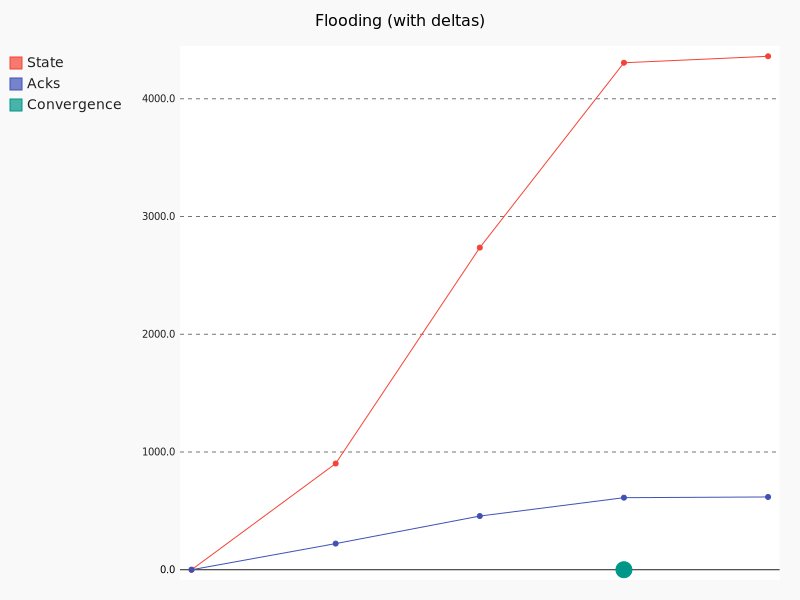 Flooding (with deltas)
State
Acks
Convergence
4000.0
3000.0
2000.0
1000.0
0.0